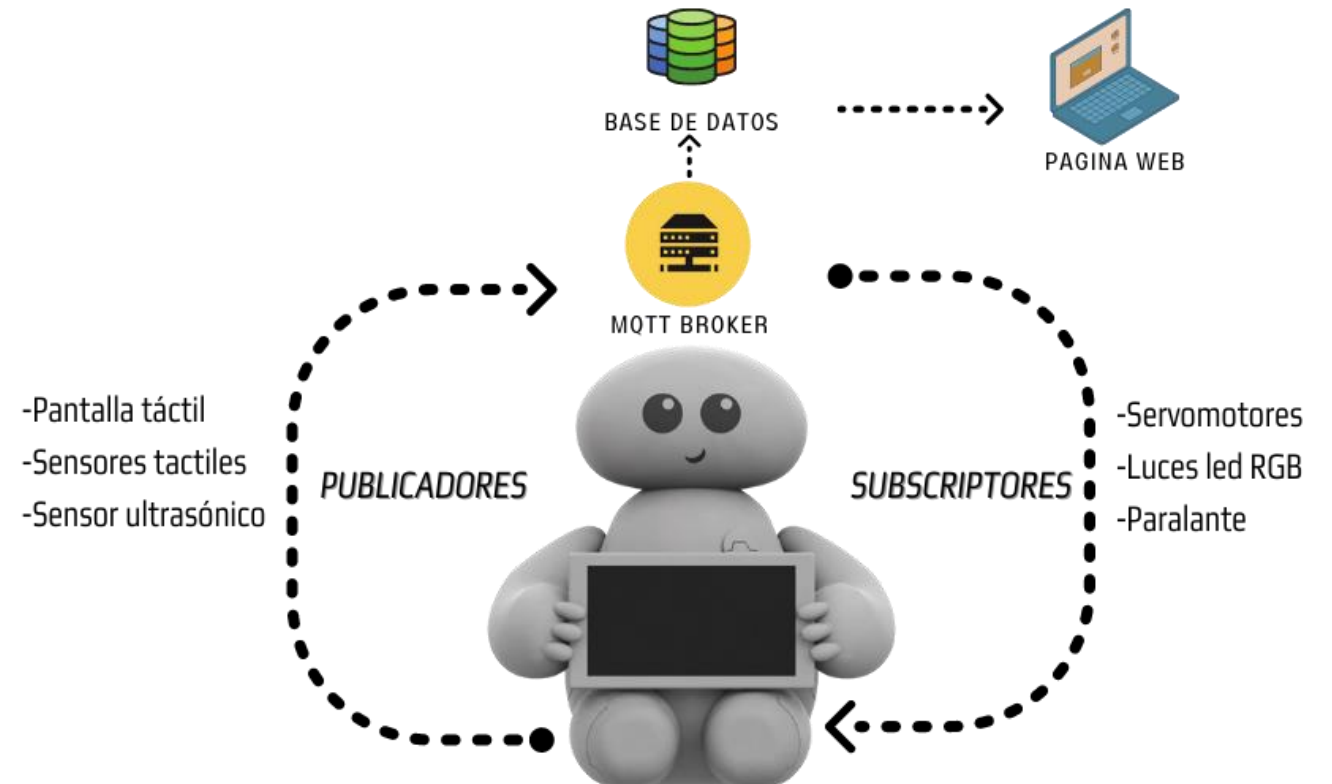 BASE DE DATOS
PAGINA WEB
MQTT BROKER
-Pantalla táctil
-Sensores tactiles
-Sensor ultrasónico
PUBLICADORES
SUBSCRIPTORES
-Servomotores
-Luces led RGB
-Paralante